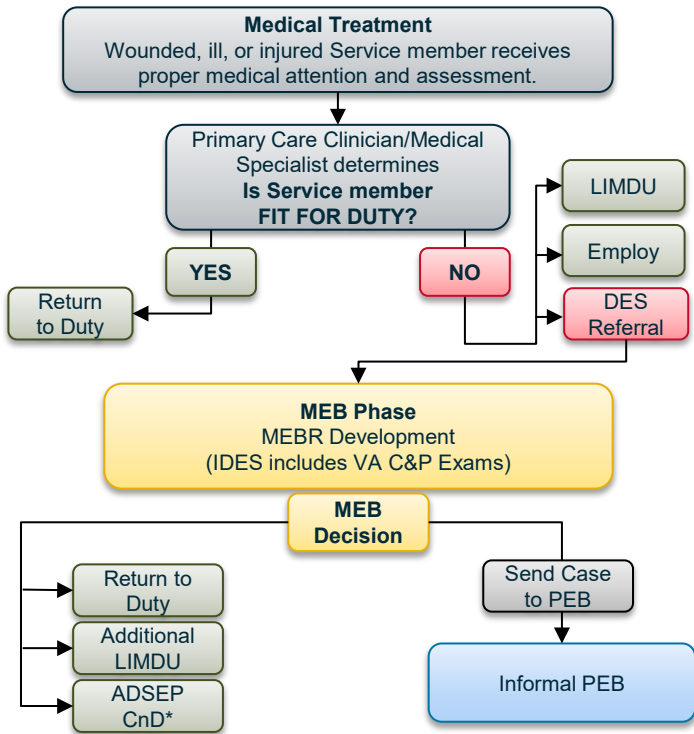 Medical Treatment
Wounded, ill, or injured Service member receives
proper medical attention and assessment.
Primary Care Clinician/Medical
Specialist determines
Is Service member
FIT FOR DUTY?
YES
NO
LIMDU
Employ
DES
Referral
Return
to Duty
MEB Phase
MEBR Development
(IDES includes VA C&P Exams)
MEB
Decision
Return to
Duty
Additional
LIMDU
ADSEP
CnD*
Send Case
to PEB
Informal PEB